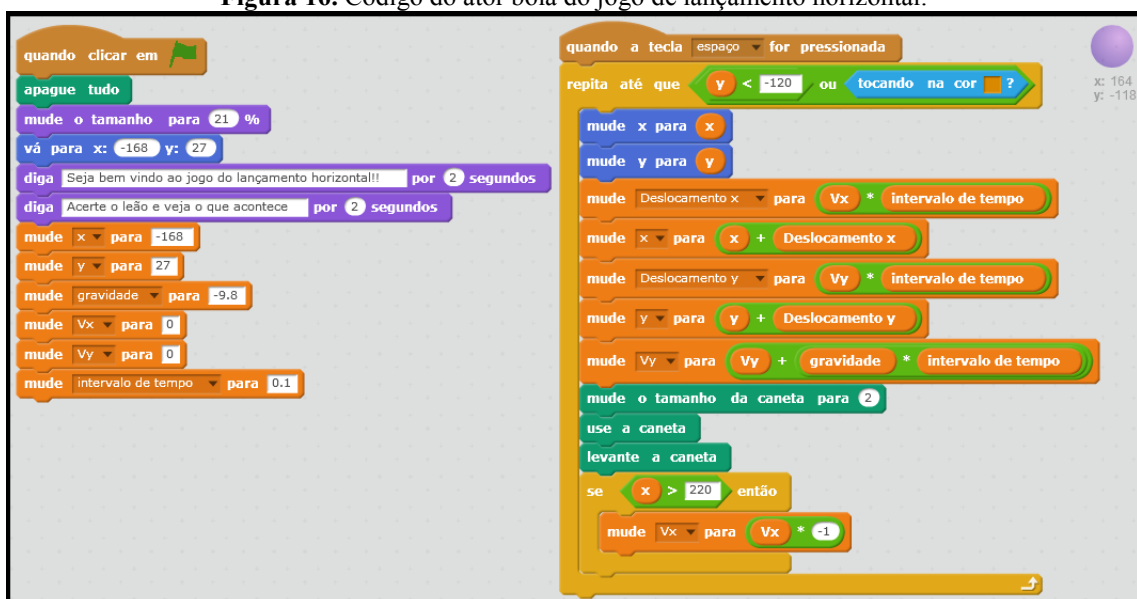 Figura 16. Código do ator bola do jogo de lançamento horizontal.
quando clicar em
apague tudo
mude o tamanho para 21 %
vá para x: -168 y: 27
diga Seja bem vindo ao jogo do lançamento horizontal!! por 2 segundos
diga Acerte o leão e veja o que acontece por 2 segundos
mude x para -168
mude y para 27
mude gravidade para -9.8
mude Vx para 0
mude Vy para 0
mude intervalo de tempo para 0.1
quando a tecla espaço for pressionada
repita até que y < -120 ou tocando na cor ?
mude x para x
mude y para y
mude Deslocamento x para Vx * intervalo de tempo
mude x para x + Deslocamento x
mude Deslocamento y para Vy * intervalo de tempo
mude y para y + Deslocamento y
mude Vy para Vy + gravidade * intervalo de tempo
mude o tamanho da caneta para 2
use a caneta
levante a caneta
se x > 220 então
mude Vx para Vx * -1
x: 164
y: -118